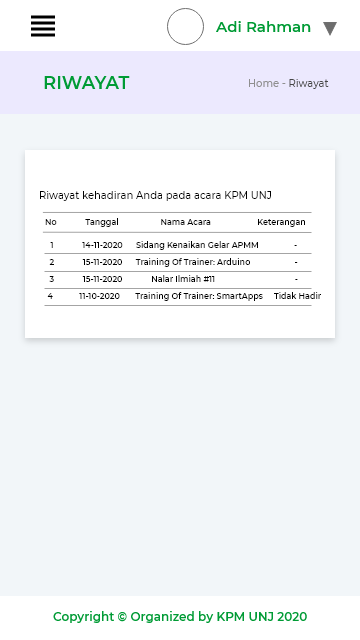 Adi Rahman
RIWAYAT
Home - Riwayat
Riwayat kehadiran Anda pada acara KPM UNJ
No Tanggal Nama Acara Keterangan
1 14-11-2020 Sidang Kenaikan Gelar APMM -
2 15-11-2020 Training Of Trainer: Arduino -
3 15-11-2020 Nalar Ilmiah #11 -
4 11-10-2020 Training Of Trainer: SmartApps Tidak Hadir
Copyright © Organized by KPM UNJ 2020